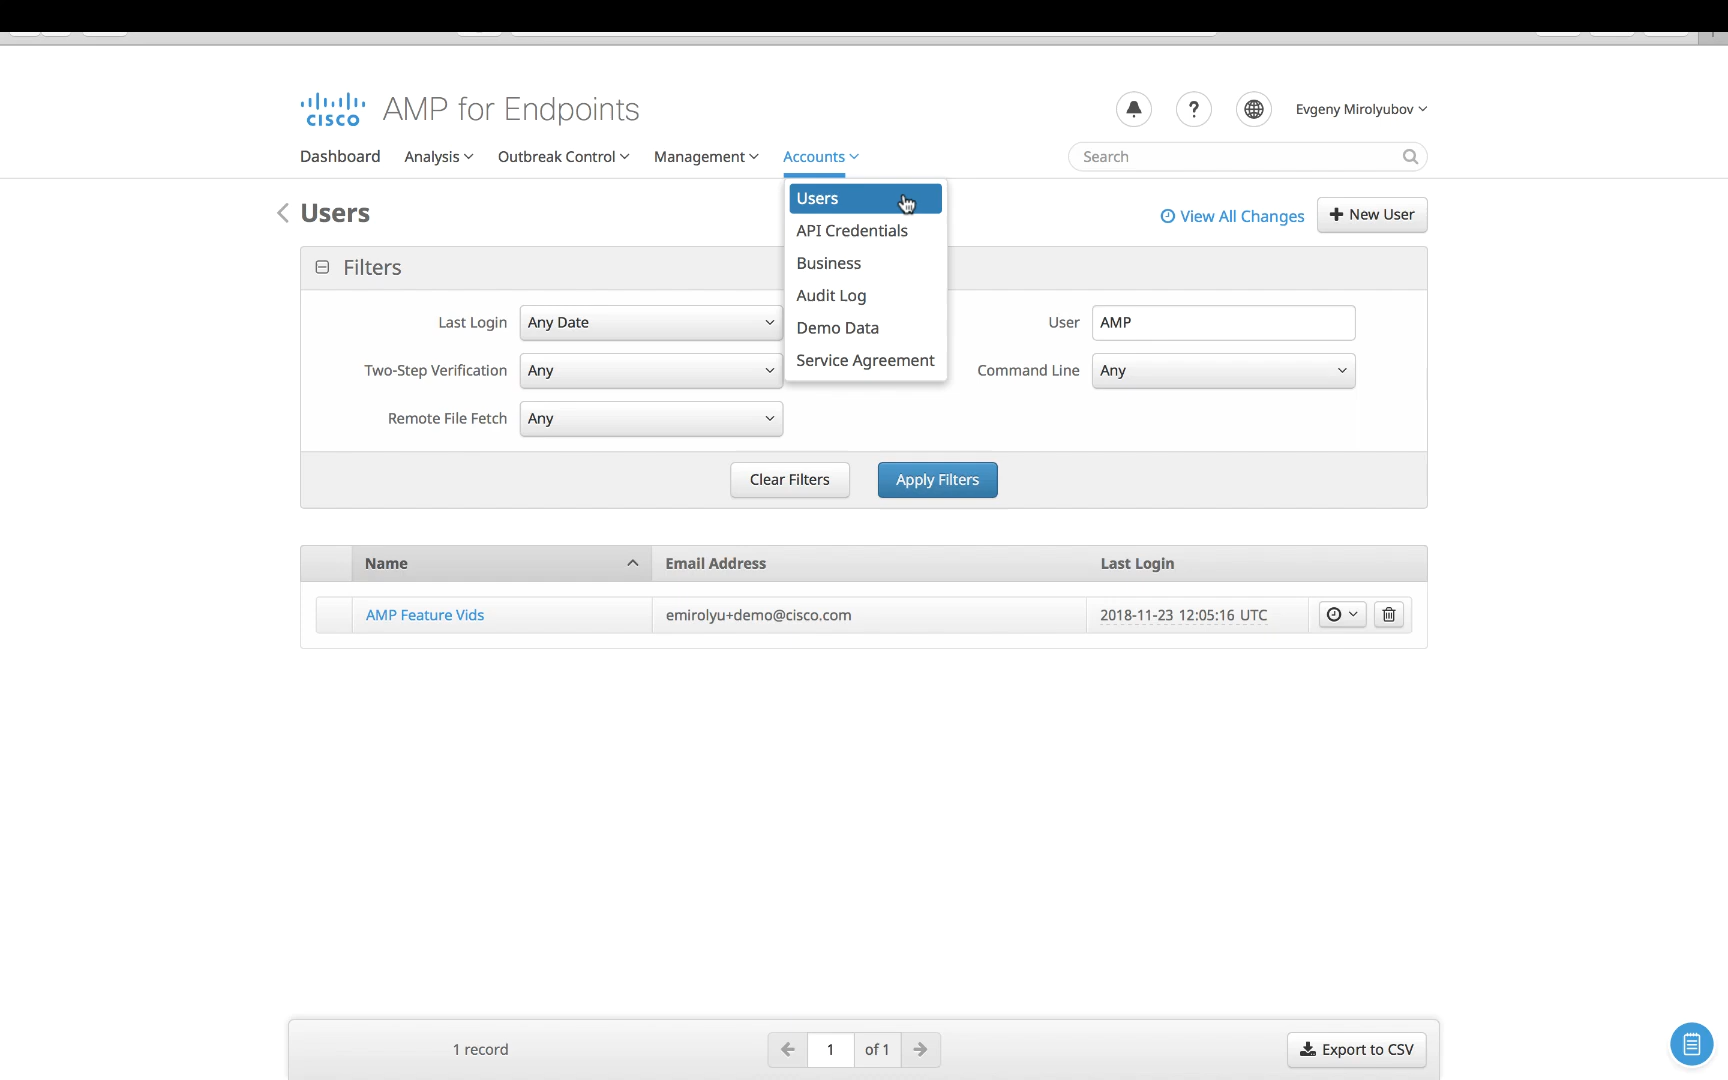 cisco AMP for Endpoints
? Evgeny Mirolyubov
Dashboard Analysis Outbreak Control Management Accounts
Search
Users
API Credentials
Business
Audit Log
Demo Data
Service Agreement
Users
View All Changes
+ New User
Filters
Last Login Any Date
User AMP
Two-Step Verification Any
Command Line Any
Remote File Fetch Any
Clear Filters Apply Filters
Name Email Address Last Login
AMP Feature Vids emirolyu+demo@cisco.com 2018-11-23 12:05:16 UTC
1 record 1 of 1 Export to CSV